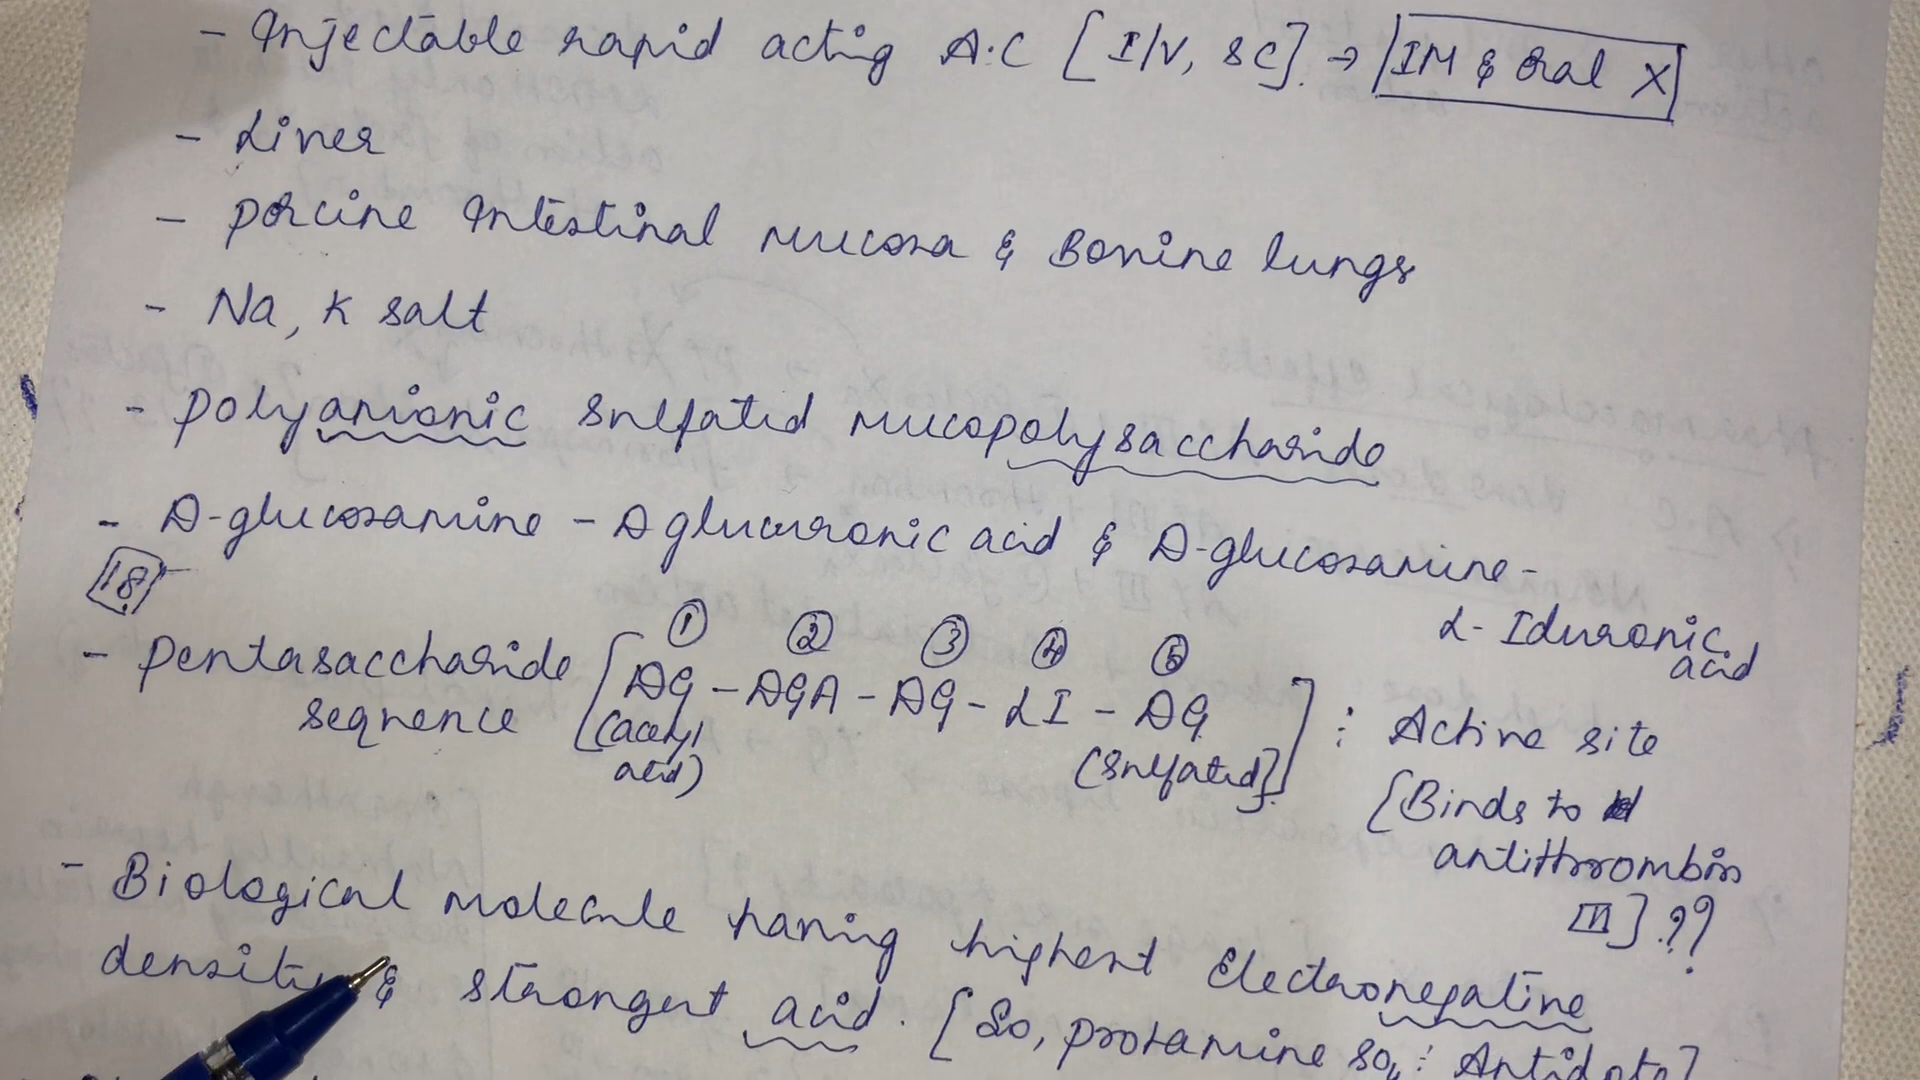 - Injectable rapid acting A.C [I/V, SC] → IM & Oral X
- Liver
- Porcine Intestinal mucosa & Bovine lungs
- Na, K salt
- Polyanionic Sulfated mucopolysaccharide
- D-glucosamine - D glucuronic acid & D-glucosamine -
L- Iduronic acid
18
① ② ③ ④ ⑤
- Pentasaccharide sequence [DG - DGA - DG - LI - DG] : Active site
(acetyl acid) (Sulfated)
[Binds to
antithrombin
III] ??
- Biological molecule having highest Electronegative
density & strongest acid. [So, protamine SO4 : Antidote]